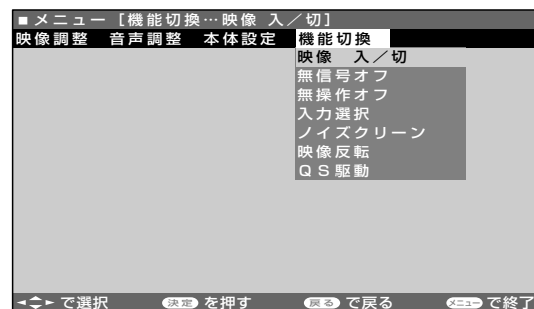 ■メニュー [機能切換…映像 入／切]
映像調整 音声調整 本体設定 機能切換
映像 入／切
無信号オフ
無操作オフ
入力選択
ノイズクリーン
映像反転
ＱＳ駆動
で選択 決定 を押す 戻る で戻る メニュー で終了